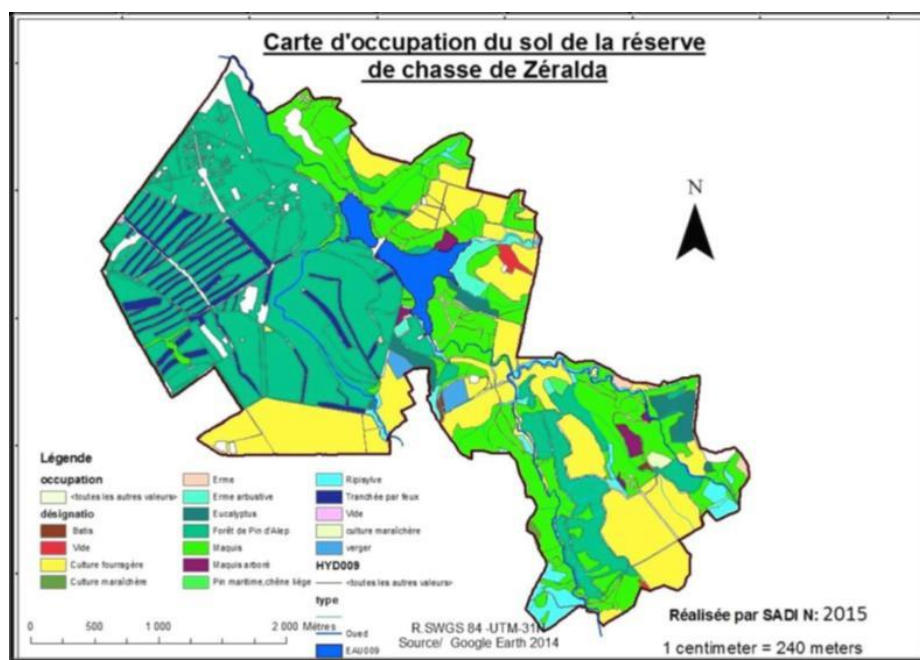 Carte d'occupation du sol de la réserve
de chasse de Zéralda
N
Légende
occupation
<toutes les autres valeurs>
désignatio
Batis
Vide
Culture fourragère
Culture maraîchère
Erme
Erme arbustive
Eucalyptus
Forêt de Pin d'Alep
Maquis
Maquis arboré
Pin maritime,chêne liège
Ripisylve
Tranchée par feux
Vide
culture maraîchère
verger
HYD009
<toutes les autres valeurs>
type
Oued
EAU009
0 500 1 000 2 000 Mètres
R.SWGS 84 -UTM-31N
Source/ Google Earth 2014
Réalisée par SADI N: 2015
1 centimeter = 240 meters